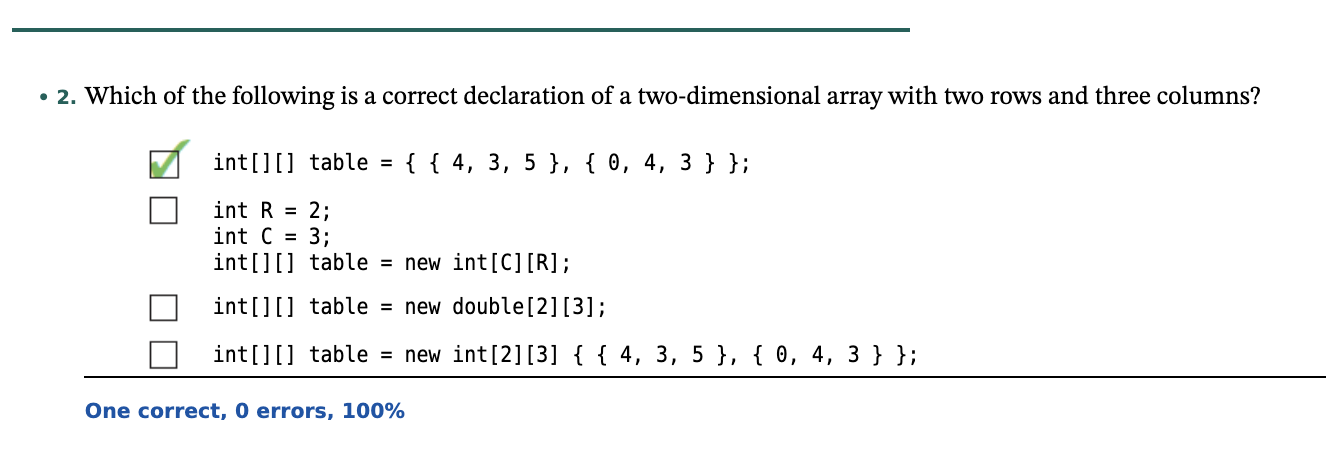 • 2. Which of the following is a correct declaration of a two-dimensional array with two rows and three columns?
int[][] table = { { 4, 3, 5 }, { 0, 4, 3 } };
int R = 2;
int C = 3;
int[][] table = new int[C][R];
int[][] table = new double[2][3];
int[][] table = new int[2][3] { { 4, 3, 5 }, { 0, 4, 3 } };
One correct, 0 errors, 100%